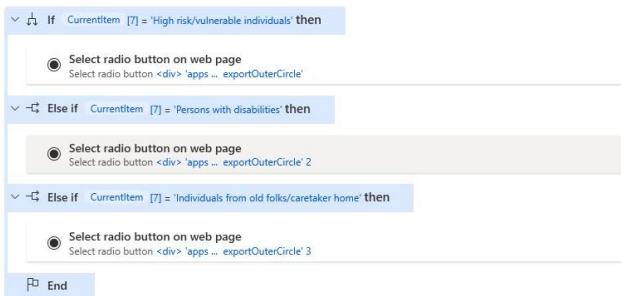 If CurrentItem [7] = 'High risk/vulnerable individuals' then
Select radio button on web page
Select radio button <div> 'apps ... exportOuterCircle'
Else if CurrentItem [7] = 'Persons with disabilities' then
Select radio button on web page
Select radio button <div> 'apps ... exportOuterCircle' 2
Else if CurrentItem [7] = 'Individuals from old folks/caretaker home' then
Select radio button on web page
Select radio button <div> 'apps ... exportOuterCircle' 3
End